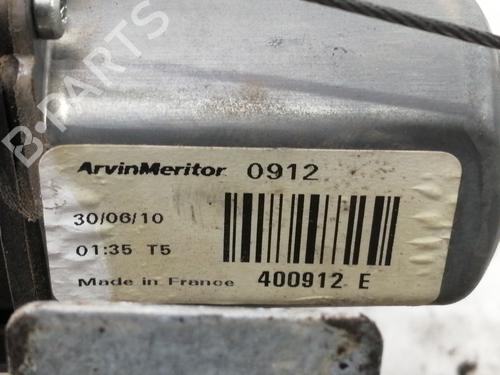 ArvinMeritor 0912
30/06/10
01:35 T5
Made in France 400912 E
B-PARTS